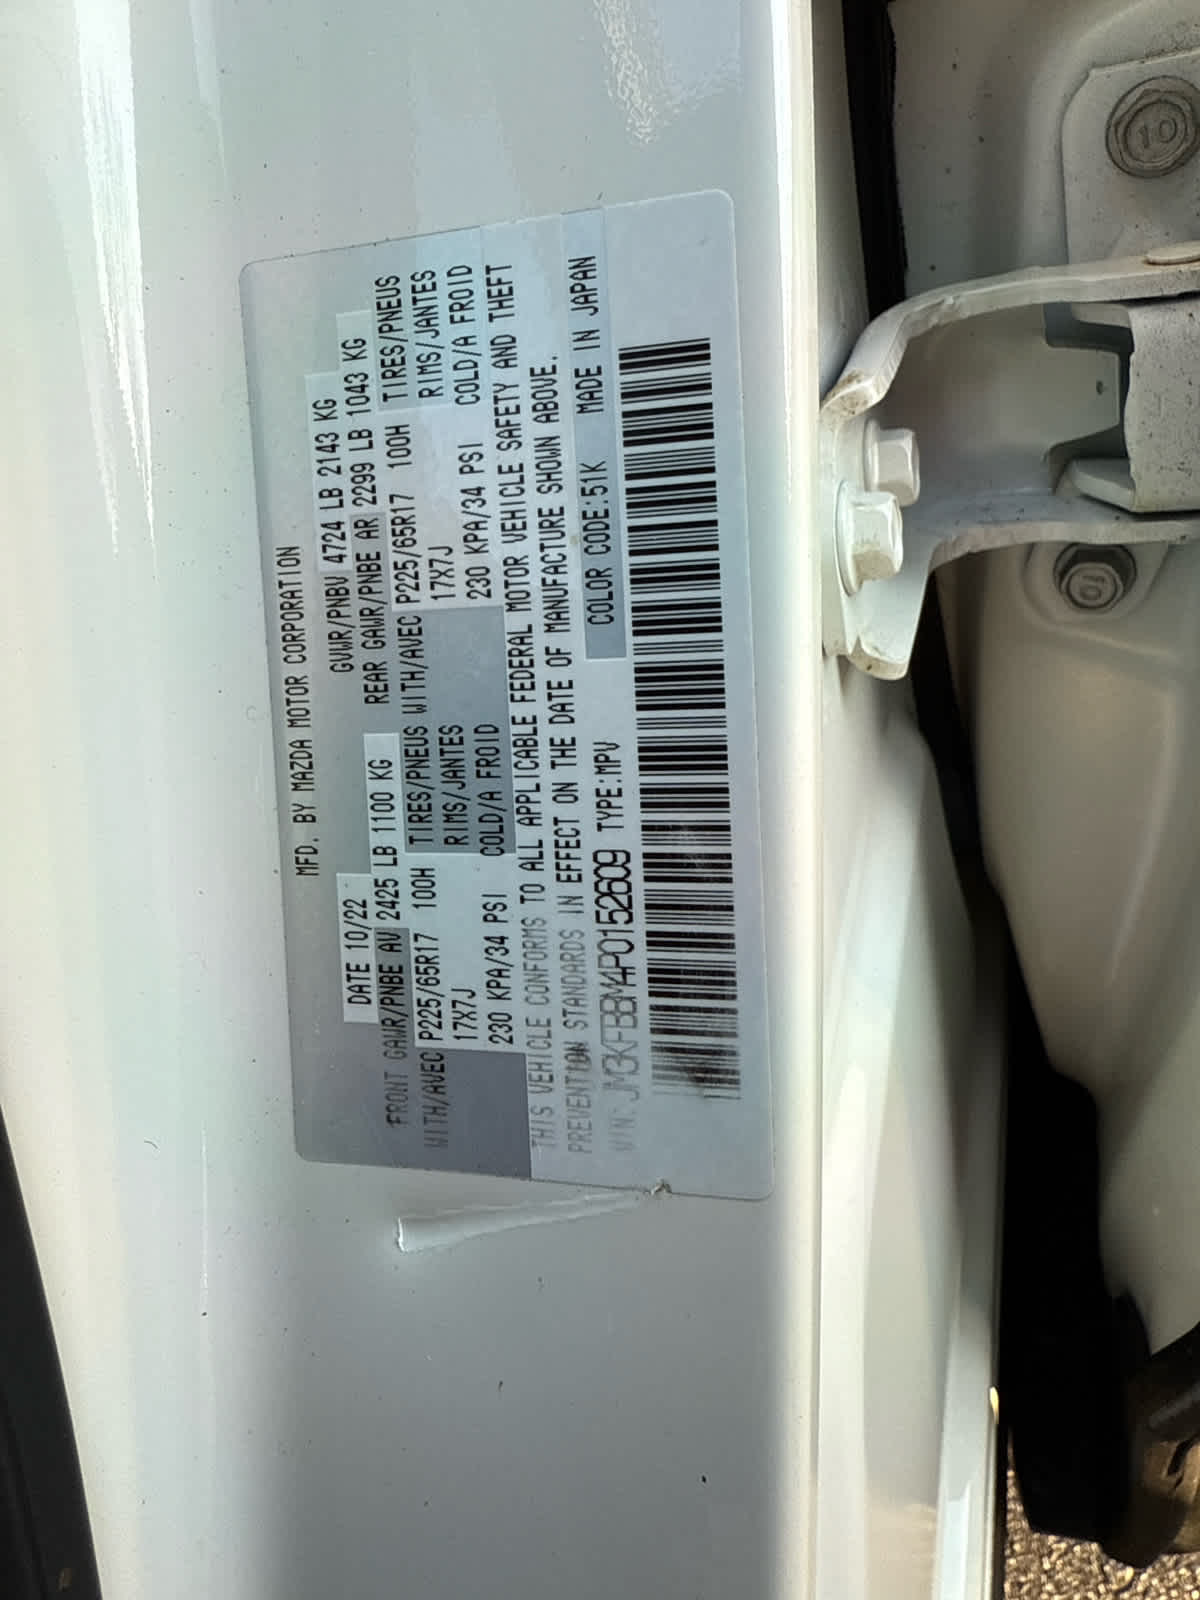 MFD. BY MAZDA MOTOR CORPORATION
DATE 10/22 GVWR/PNBV 4724 LB 2143 KG
FRONT GAWR/PNBE AV 2425 LB 1100 KG REAR GAWR/PNBE AR 2299 LB 1043 KG
WITH/AVEC P225/65R17 100H TIRES/PNEUS WITH/AVEC P225/65R17 100H TIRES/PNEUS
17X7J RIMS/JANTES 17X7J RIMS/JANTES
230 KPA/34 PSI COLD/A FROID 230 KPA/34 PSI COLD/A FROID
THIS VEHICLE CONFORMS TO ALL APPLICABLE FEDERAL MOTOR VEHICLE SAFETY AND THEFT
PREVENTION STANDARDS IN EFFECT ON THE DATE OF MANUFACTURE SHOWN ABOVE.
VIN: JM3KFBBM4P0152609 TYPE:MPV COLOR CODE:51K MADE IN JAPAN
10
10